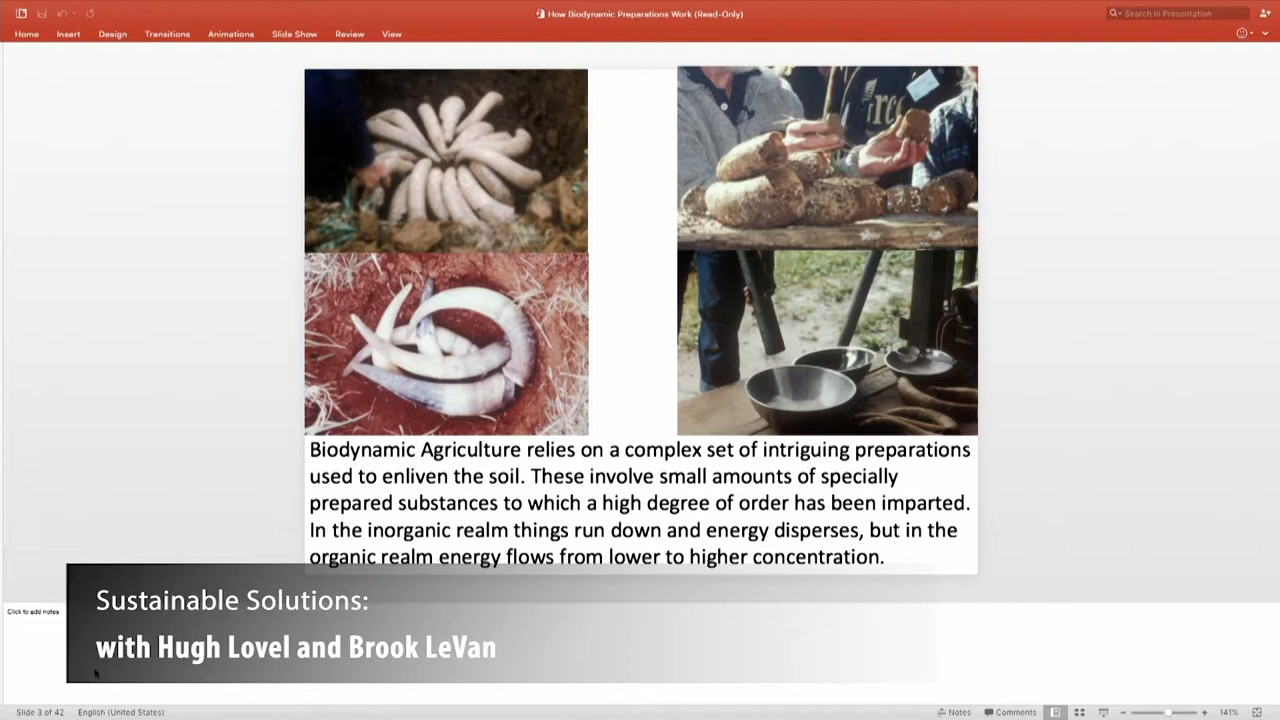 How Biodynamic Preparations Work (Read-Only)
Search in Presentation
Home Insert Design Transitions Animations Slide Show Review View
rce
Biodynamic Agriculture relies on a complex set of intriguing preparations
used to enliven the soil. These involve small amounts of specially
prepared substances to which a high degree of order has been imparted.
In the inorganic realm things run down and energy disperses, but in the
organic realm energy flows from lower to higher concentration.
Sustainable Solutions:
with Hugh Lovel and Brook LeVan
Click to add notes
Slide 3 of 42 English (United States) Notes Comments 141%